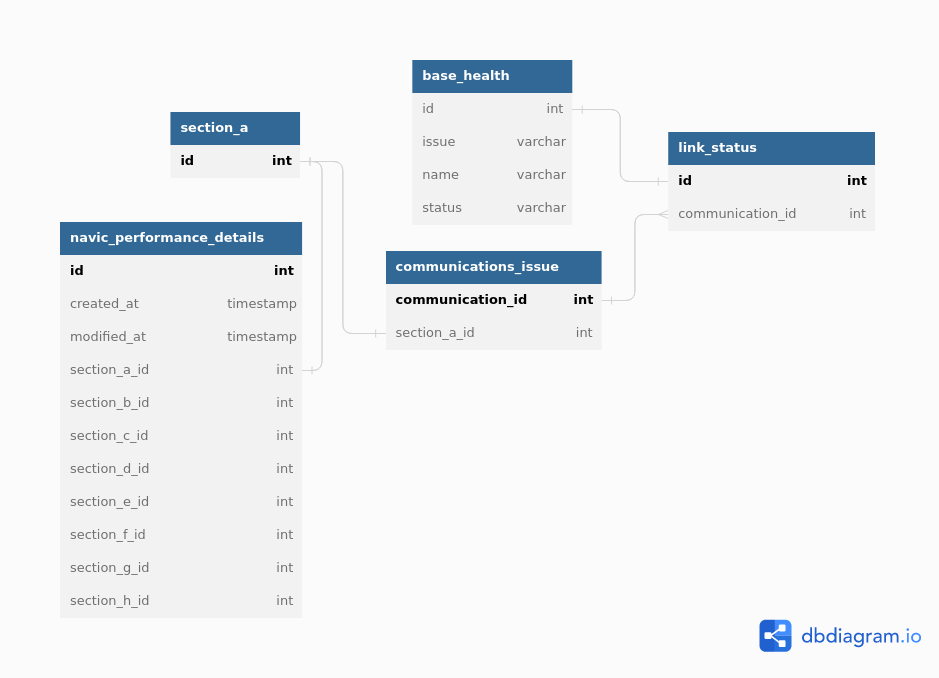 base_health
id int
issue varchar
name varchar
status varchar
section_a
id int
link_status
id int
communication_id int
navic_performance_details
id int
created_at timestamp
modified_at timestamp
section_a_id int
section_b_id int
section_c_id int
section_d_id int
section_e_id int
section_f_id int
section_g_id int
section_h_id int
communications_issue
communication_id int
section_a_id int
dbdiagram.io